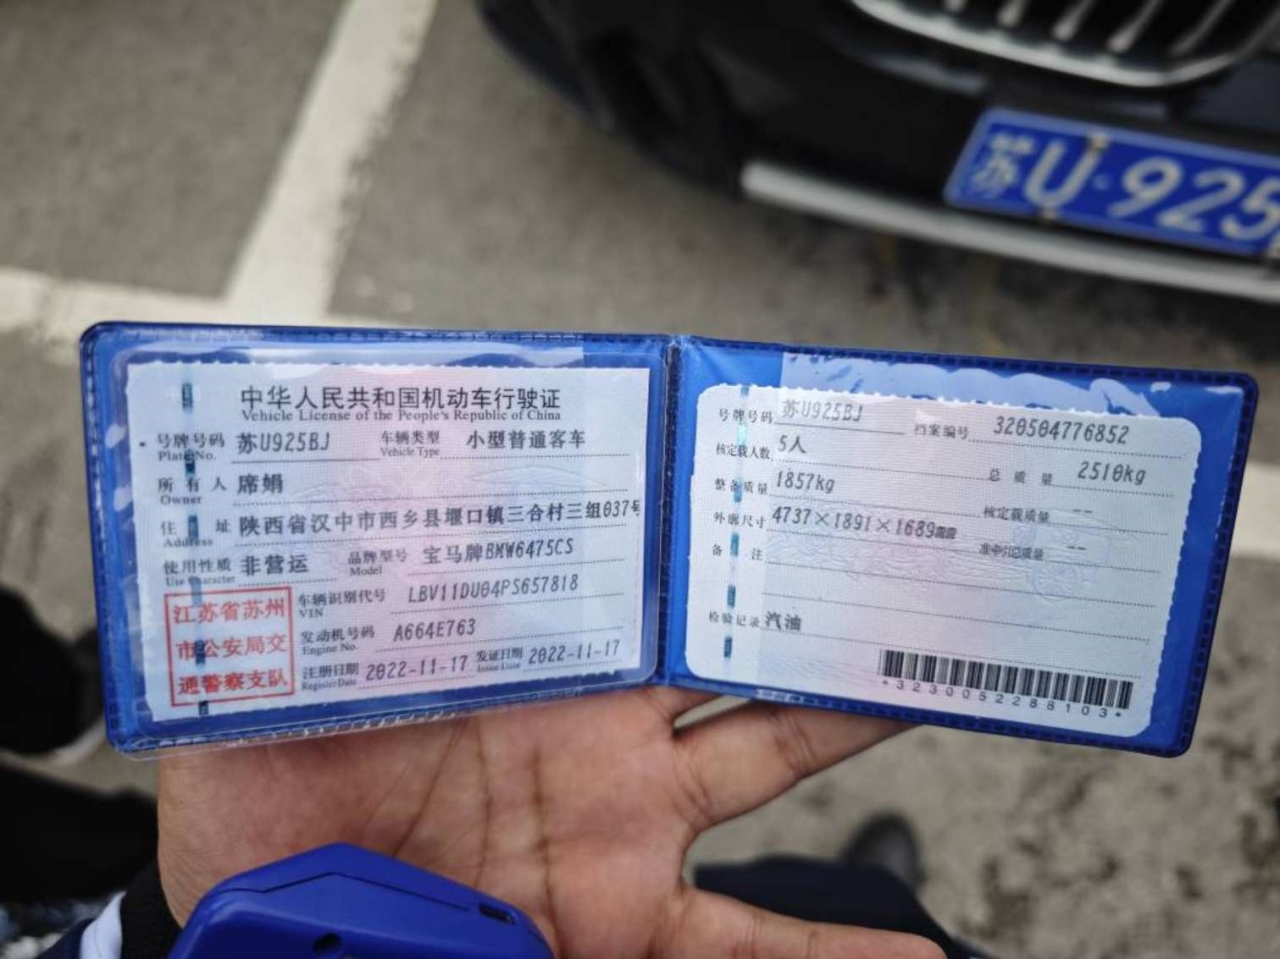 苏U·925
中华人民共和国机动车行驶证
Vehicle License of the People's Republic of China
号牌号码 苏U925BJ 车辆类型 小型普通客车
Plate No. Vehicle Type
所有人 席娟
Owner
住址 陕西省汉中市西乡县堰口镇三合村三组037号
Address
使用性质 非营运 品牌型号 宝马牌BMW6475CS
Use Character Model
车辆识别代号 LBV11DU04PS657818
VIN
发动机号码 A664E763
Engine No.
注册日期 2022-11-17 发证日期 2022-11-17
Register Date Issue Date
江苏省苏州
市公安局交
通警察支队
号牌号码 苏U925BJ 档案编号 320504776852
核定载人数 5人 总质量 2510kg
整备质量 1857kg 核定载质量 --
外廓尺寸 4737×1891×1689mm 准牵引总质量 --
备注
检验记录 汽油
*3230052288103*